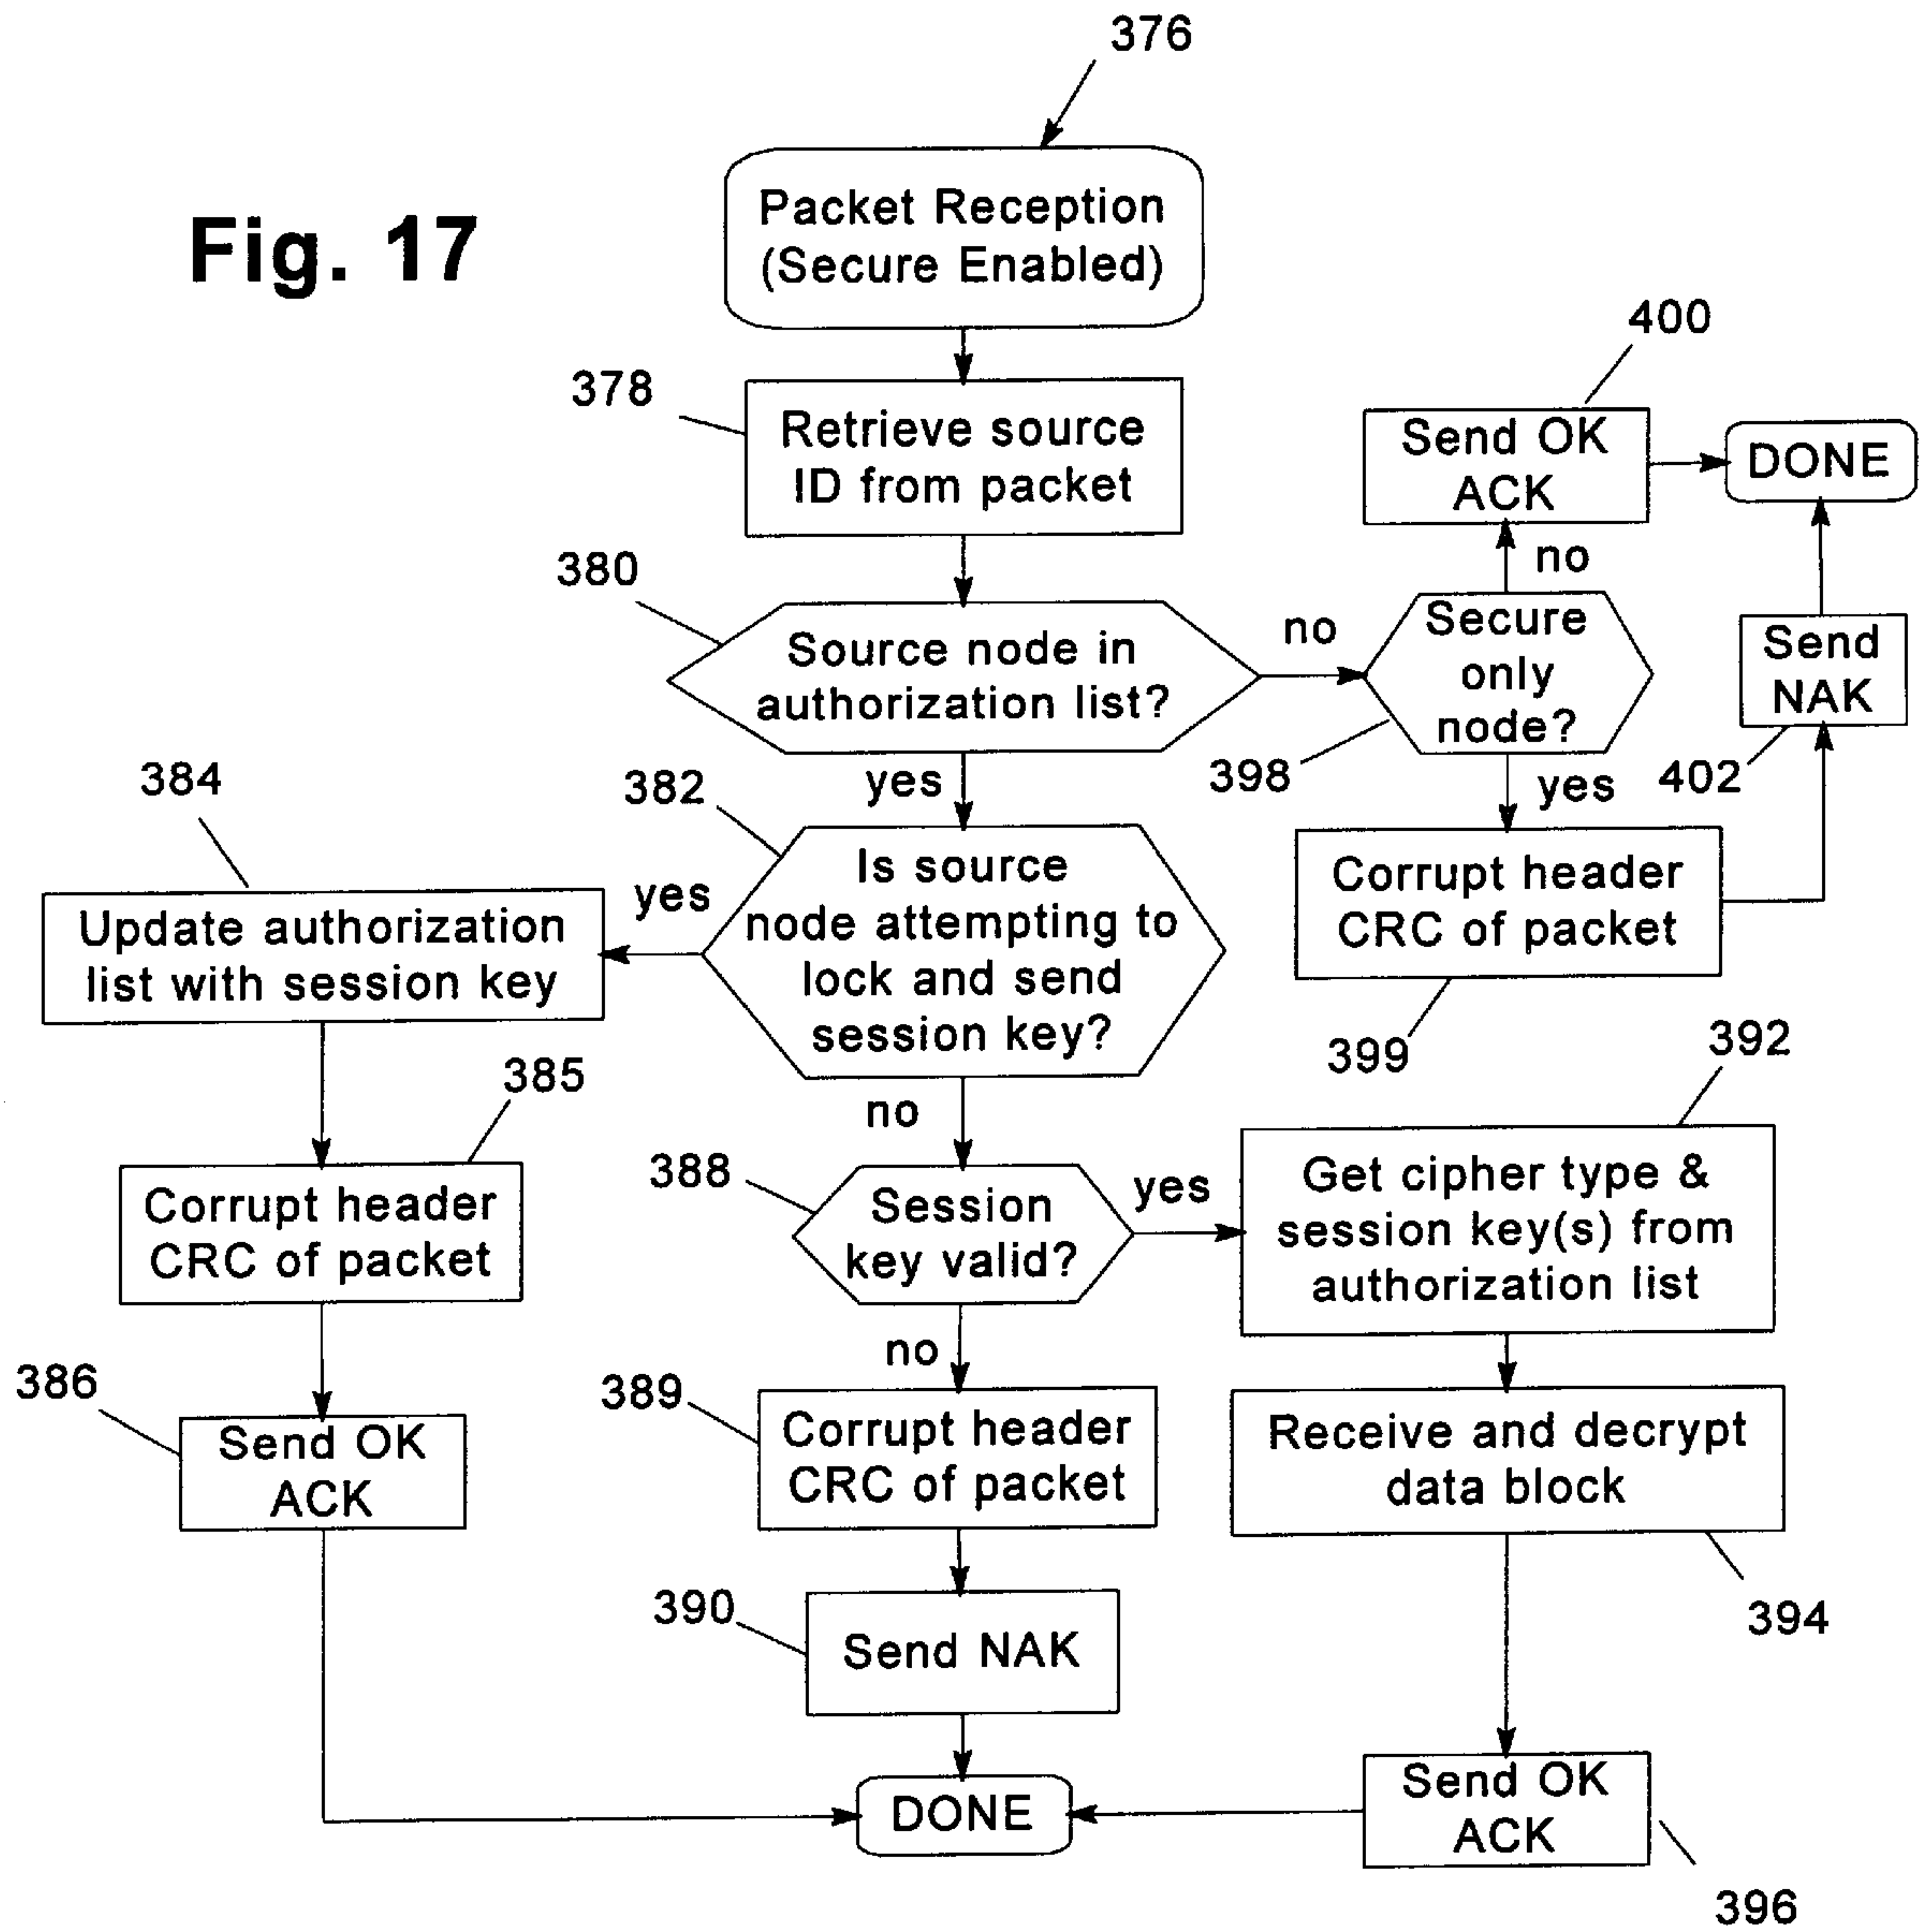 376
Fig. 17
Packet Reception
(Secure Enabled)
400
378
Retrieve source
ID from packet
Send OK
ACK
DONE
380
no
Source node in
authorization list?
no
Secure
only
node?
Send
NAK
384
382
yes
398
yes
402
Update authorization
list with session key
yes
Is source
node attempting to
lock and send
session key?
Corrupt header
CRC of packet
399
392
385
no
Corrupt header
CRC of packet
388
Session
key valid?
yes
Get cipher type &
session key(s) from
authorization list
386
no
389
Send OK
ACK
Corrupt header
CRC of packet
Receive and decrypt
data block
390
Send NAK
394
DONE
Send OK
ACK
396